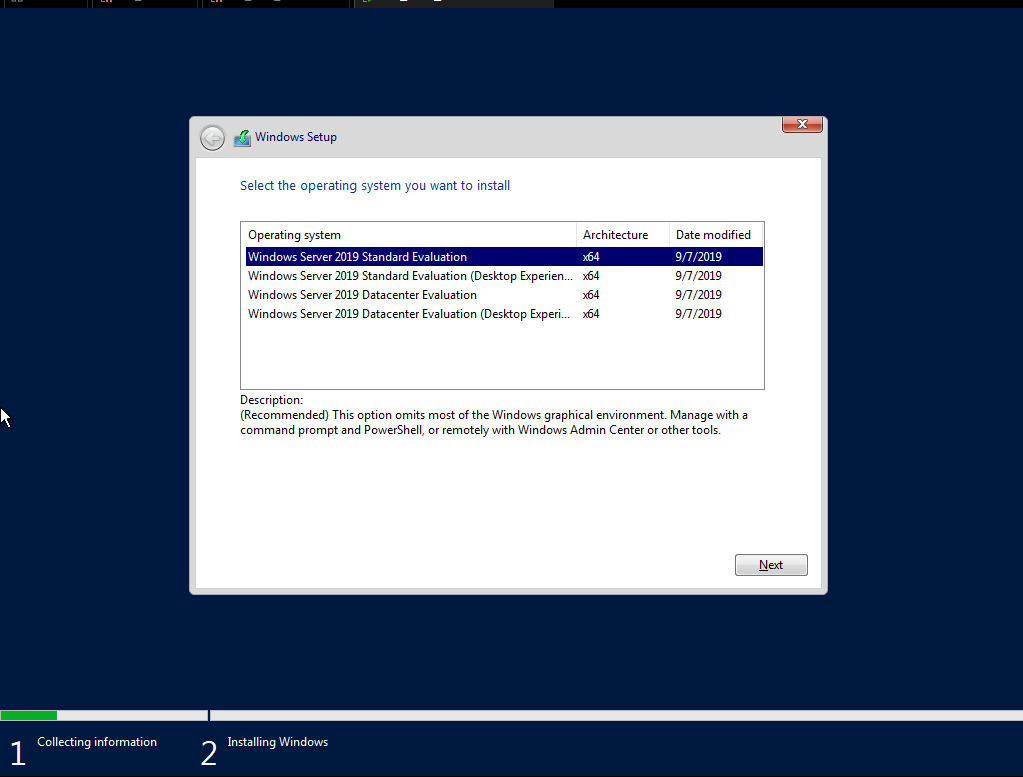 Windows Setup
Select the operating system you want to install
Operating system Architecture Date modified
Windows Server 2019 Standard Evaluation x64 9/7/2019
Windows Server 2019 Standard Evaluation (Desktop Experien... x64 9/7/2019
Windows Server 2019 Datacenter Evaluation x64 9/7/2019
Windows Server 2019 Datacenter Evaluation (Desktop Experi... x64 9/7/2019
Description:
(Recommended) This option omits most of the Windows graphical environment. Manage with a
command prompt and PowerShell, or remotely with Windows Admin Center or other tools.
Next
1 Collecting information 2 Installing Windows